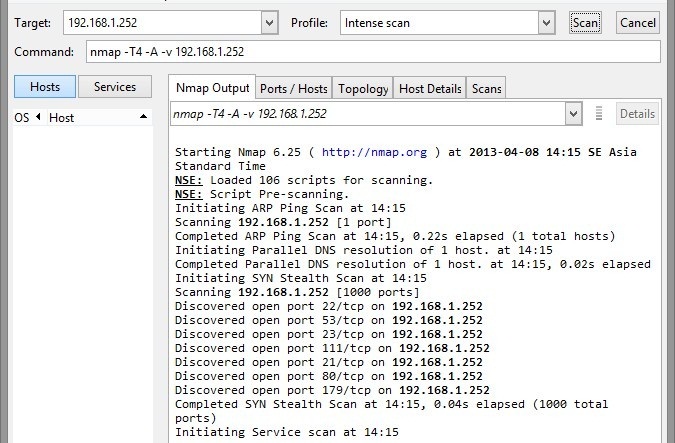 Target: 192.168.1.252 Profile: Intense scan Scan Cancel
Command: nmap -T4 -A -v 192.168.1.252
Hosts Services Nmap Output Ports / Hosts Topology Host Details Scans
OS Host
nmap -T4 -A -v 192.168.1.252 Details
Starting Nmap 6.25 ( http://nmap.org ) at 2013-04-08 14:15 SE Asia
Standard Time
NSE: Loaded 106 scripts for scanning.
NSE: Script Pre-scanning.
Initiating ARP Ping Scan at 14:15
Scanning 192.168.1.252 [1 port]
Completed ARP Ping Scan at 14:15, 0.22s elapsed (1 total hosts)
Initiating Parallel DNS resolution of 1 host. at 14:15
Completed Parallel DNS resolution of 1 host. at 14:15, 0.02s elapsed
Initiating SYN Stealth Scan at 14:15
Scanning 192.168.1.252 [1000 ports]
Discovered open port 22/tcp on 192.168.1.252
Discovered open port 53/tcp on 192.168.1.252
Discovered open port 23/tcp on 192.168.1.252
Discovered open port 111/tcp on 192.168.1.252
Discovered open port 21/tcp on 192.168.1.252
Discovered open port 80/tcp on 192.168.1.252
Discovered open port 179/tcp on 192.168.1.252
Completed SYN Stealth Scan at 14:15, 0.04s elapsed (1000 total
ports)
Initiating Service scan at 14:15